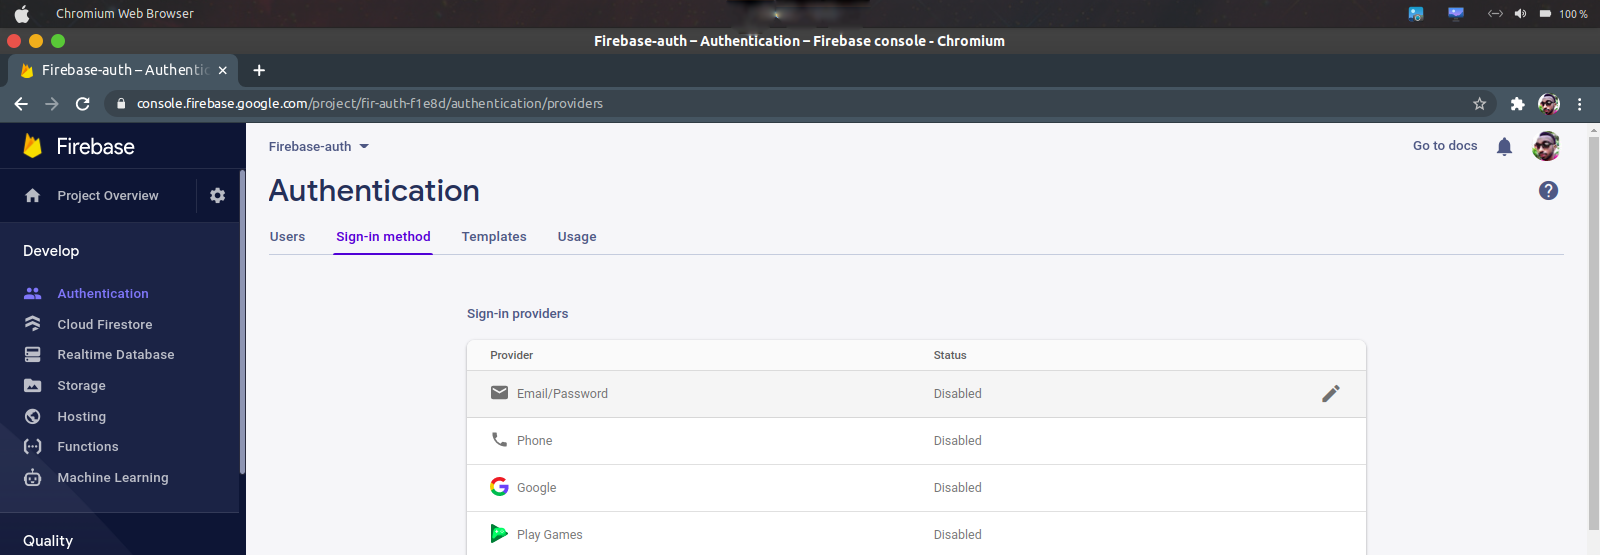 Chromium Web Browser
100 %
Firebase-auth – Authentication – Firebase console - Chromium
Firebase-auth – Authentic
console.firebase.google.com/project/fir-auth-f1e8d/authentication/providers
Firebase
Firebase-auth
Go to docs
Project Overview
Authentication
Users Sign-in method Templates Usage
Develop
Authentication
Cloud Firestore
Realtime Database
Storage
Hosting
Functions
Machine Learning
Quality
Sign-in providers
Provider Status
Email/Password Disabled
Phone Disabled
Google Disabled
Play Games Disabled